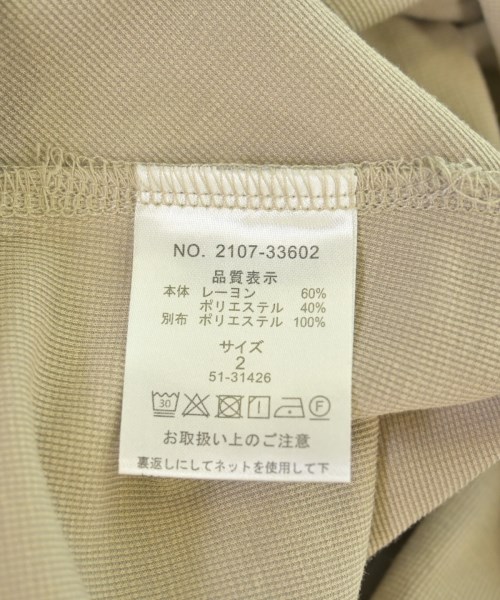 NO. 2107-33602
品質表示
本体 レーヨン 60%
ポリエステル 40%
別布 ポリエステル 100%
サイズ
2
51-31426
30 F
お取扱い上のご注意
裏返しにしてネットを使用して下